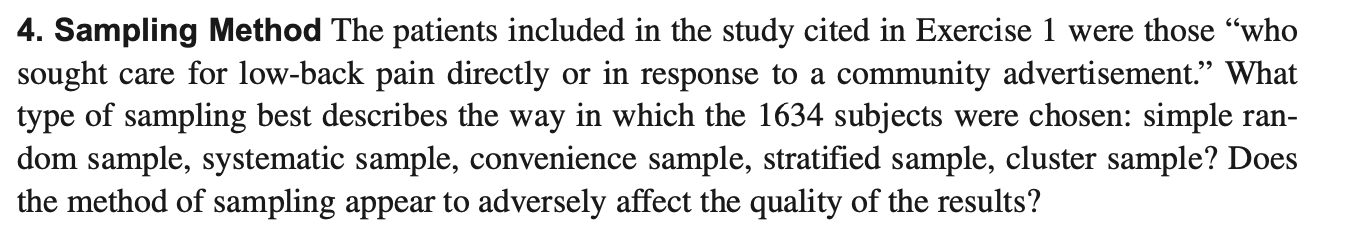 4. Sampling Method The patients included in the study cited in Exercise 1 were those “who
sought care for low-back pain directly or in response to a community advertisement.” What
type of sampling best describes the way in which the 1634 subjects were chosen: simple ran-
dom sample, systematic sample, convenience sample, stratified sample, cluster sample? Does
the method of sampling appear to adversely affect the quality of the results?